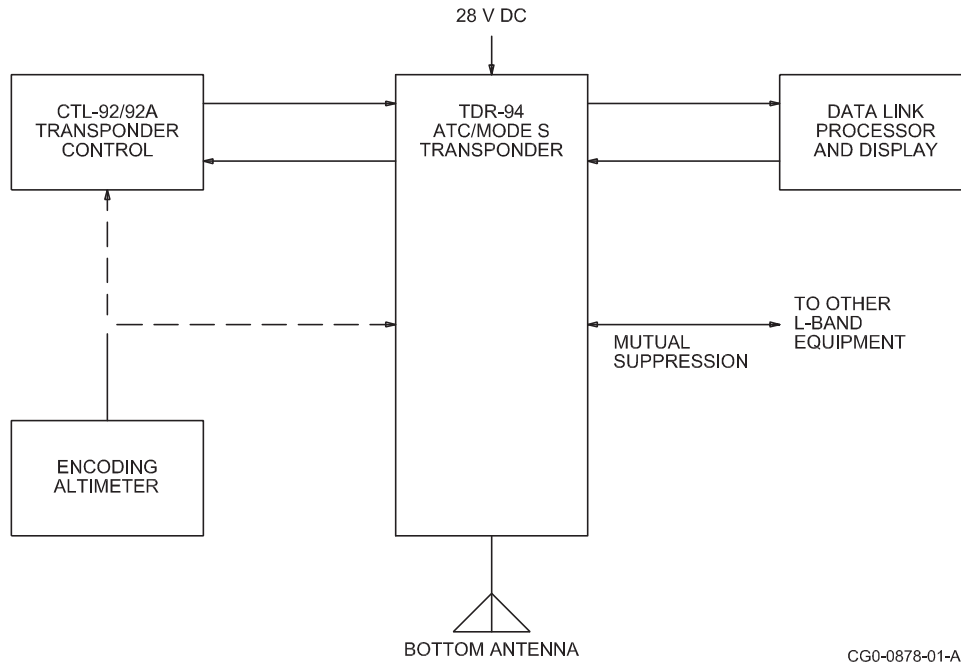 28 V DC
CTL-92/92A
TRANSPONDER
CONTROL
TDR-94
ATC/MODE S
TRANSPONDER
DATA LINK
PROCESSOR
AND DISPLAY
MUTUAL
SUPPRESSION
TO OTHER
L-BAND
EQUIPMENT
ENCODING
ALTIMETER
BOTTOM ANTENNA
CG0-0878-01-A